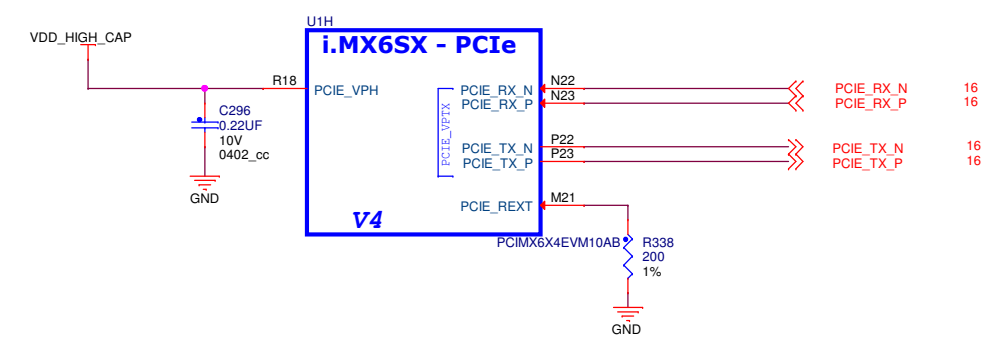 U1H
VDD_HIGH_CAP
i.MX6SX - PCIe
R18
PCIE_VPH
PCIE_VPTX
PCIE_RX_N
N22
PCIE_RX_N
16
PCIE_RX_P
N23
PCIE_RX_P
16
C296
0.22UF
10V
0402_cc
GND
PCIE_TX_N
P22
PCIE_TX_N
16
PCIE_TX_P
P23
PCIE_TX_P
16
PCIE_REXT
M21
V4
PCIMX6X4EVM10AB
R338
200
1%
GND